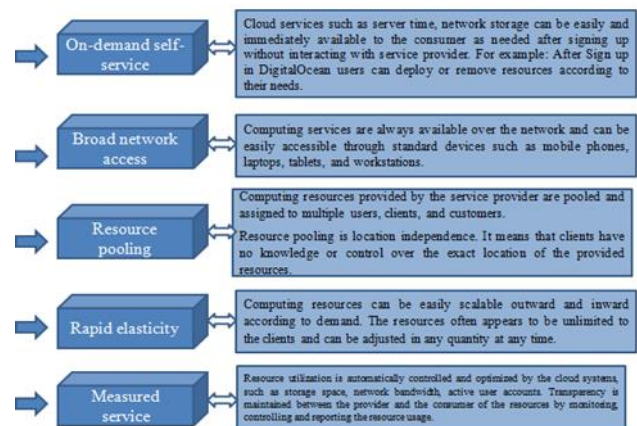 On-demand self-
service
Cloud services such as server time, network storage can be easily and
immediately available to the consumer as needed after signing up
without interacting with service provider. For example: After Sign up
in DigitalOcean users can deploy or remove resources according to
their needs.
Broad network
access
Computing services are always available over the network and can be
easily accessible through standard devices such as mobile phones,
laptops, tablets, and workstations.
Resource
pooling
Computing resources provided by the service provider are pooled and
assigned to multiple users, clients, and customers.
Resource pooling is location independence. It means that clients have
no knowledge or control over the exact location of the provided
resources.
Rapid elasticity
Computing resources can be easily scalable outward and inward
according to demand. The resources often appears to be unlimited to
the clients and can be adjusted in any quantity at any time.
Measured
service
Resource utilization is automatically controlled and optimized by the cloud systems,
such as storage space, network bandwidth, active user accounts. Transparency is
maintained between the provider and the consumer of the resources by monitoring,
controlling and reporting the resource usage.